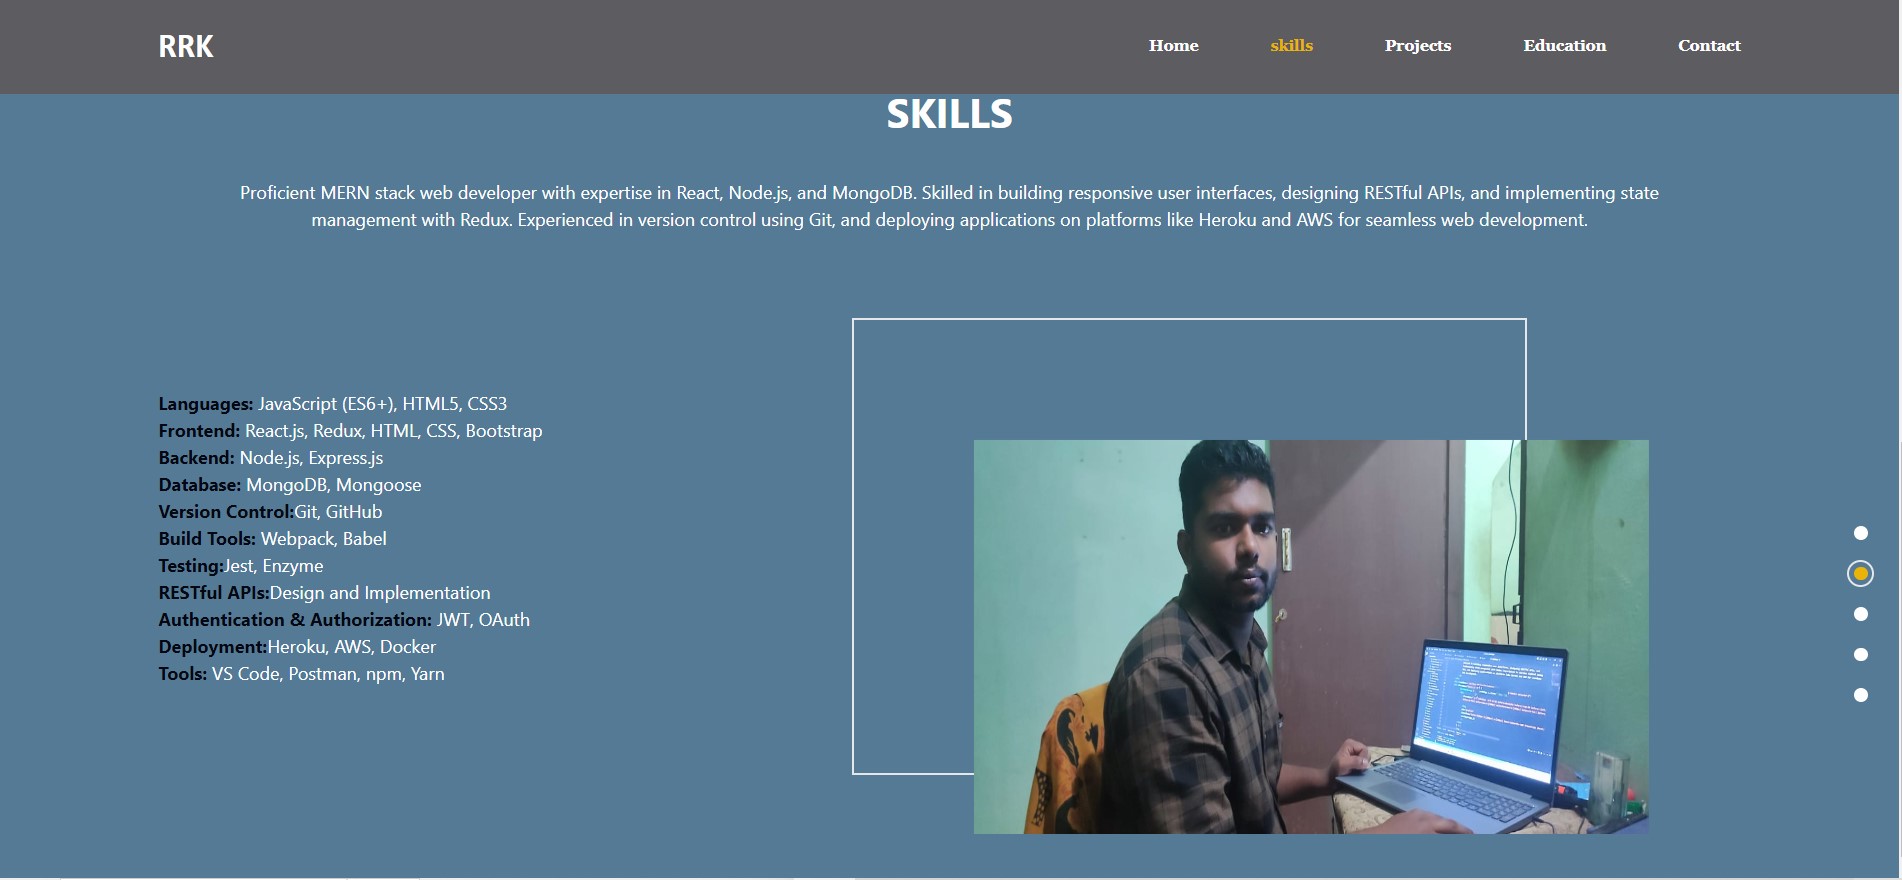 RRK
Home
skills
Projects
Education
Contact
SKILLS
Proficient MERN stack web developer with expertise in React, Node.js, and MongoDB. Skilled in building responsive user interfaces, designing RESTful APIs, and implementing state
management with Redux. Experienced in version control using Git, and deploying applications on platforms like Heroku and AWS for seamless web development.
Languages: JavaScript (ES6+), HTML5, CSS3
Frontend: React.js, Redux, HTML, CSS, Bootstrap
Backend: Node.js, Express.js
Database: MongoDB, Mongoose
Version Control:Git, GitHub
Build Tools: Webpack, Babel
Testing:Jest, Enzyme
RESTful APIs:Design and Implementation
Authentication & Authorization: JWT, OAuth
Deployment:Heroku, AWS, Docker
Tools: VS Code, Postman, npm, Yarn